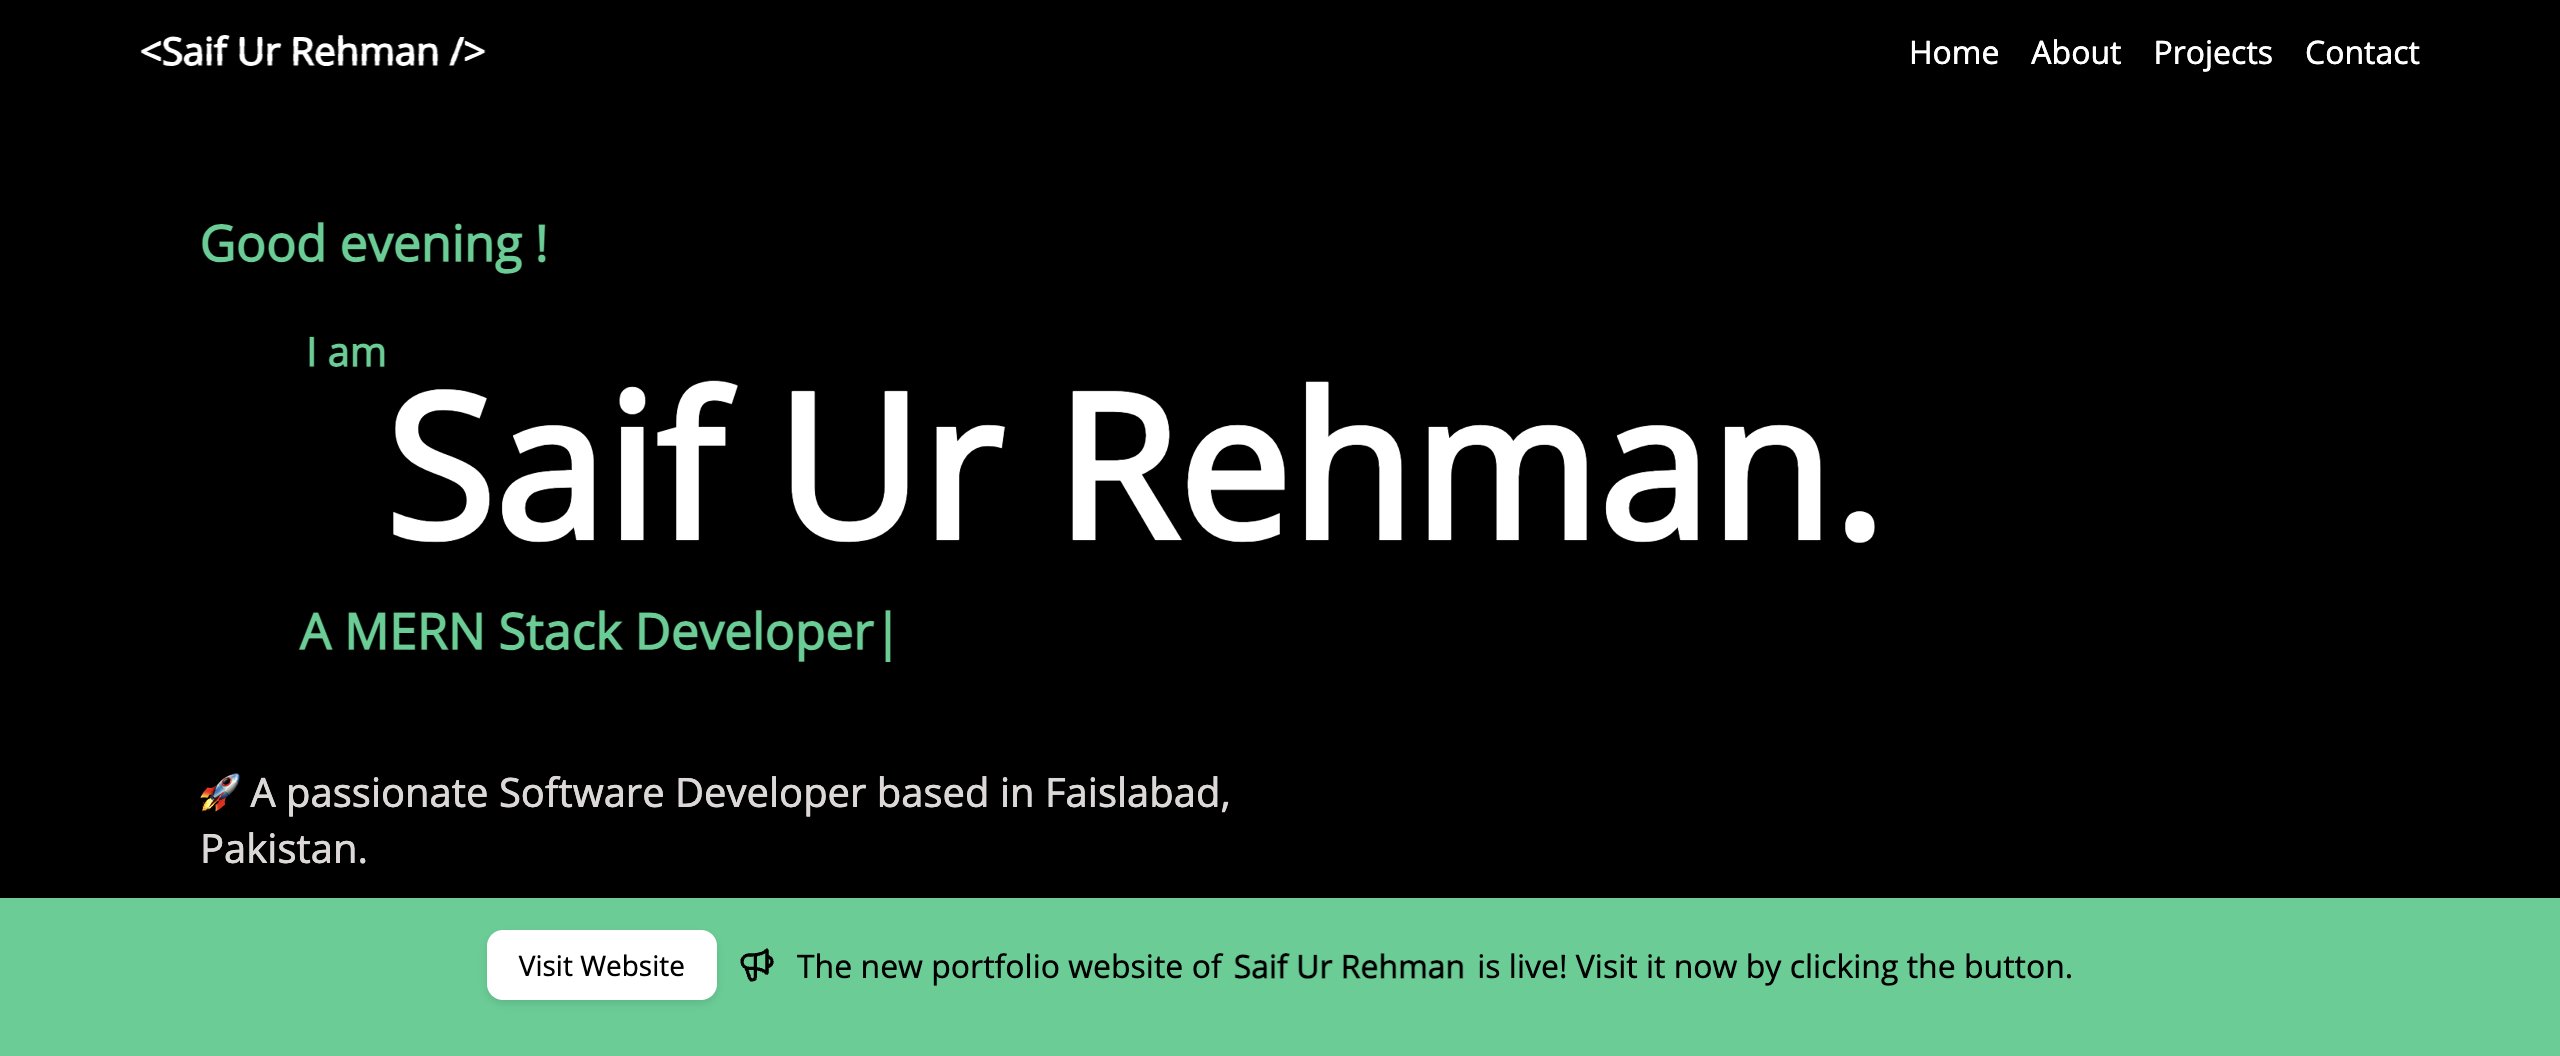 <Saif Ur Rehman />
Home About Projects Contact
Good evening !
I am
Saif Ur Rehman.
A MERN Stack Developer|
🚀 A passionate Software Developer based in Faislabad,
Pakistan.
Visit Website The new portfolio website of Saif Ur Rehman is live! Visit it now by clicking the button.